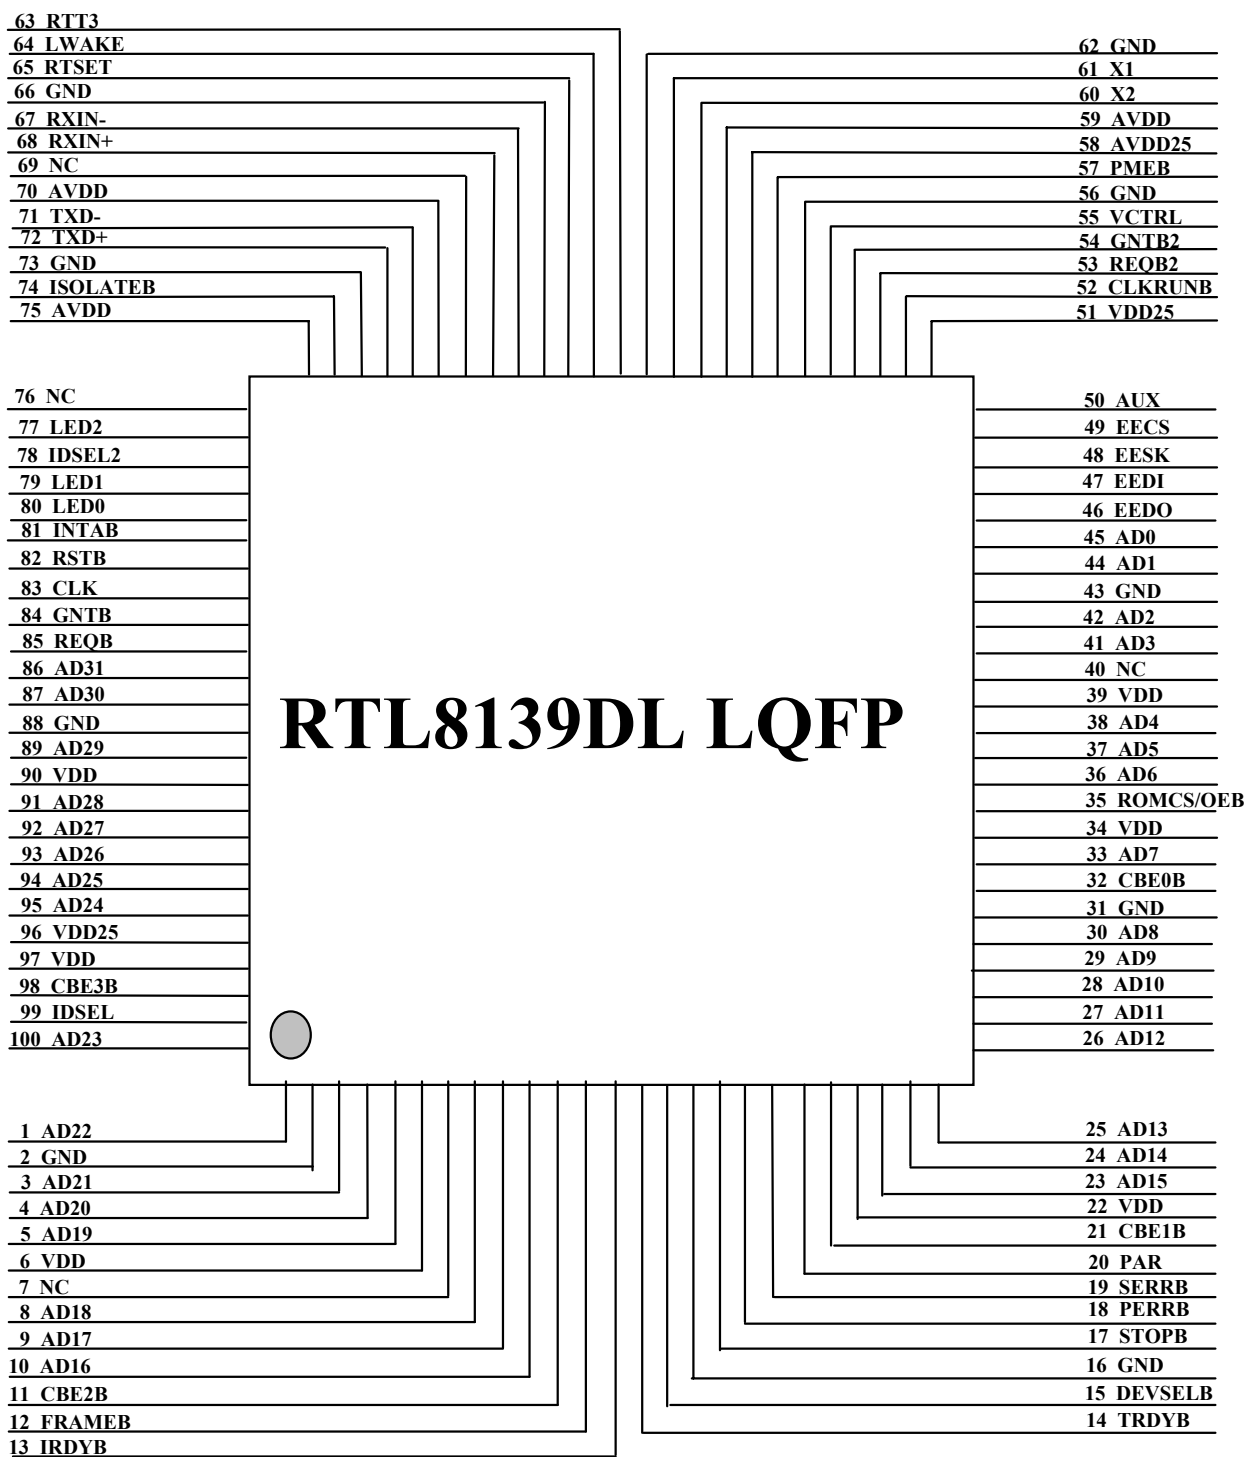 63 RTT3
64 LWAKE
65 RTSET
66 GND
67 RXIN-
68 RXIN+
69 NC
70 AVDD
71 TXD-
72 TXD+
73 GND
74 ISOLATEB
75 AVDD
62 GND
61 X1
60 X2
59 AVDD
58 AVDD25
57 PMEB
56 GND
55 VCTRL
54 GNTB2
53 REQB2
52 CLKRUNB
51 VDD25
76 NC
77 LED2
78 IDSEL2
79 LED1
80 LED0
81 INTAB
82 RSTB
83 CLK
84 GNTB
85 REQB
86 AD31
87 AD30
88 GND
89 AD29
90 VDD
91 AD28
92 AD27
93 AD26
94 AD25
95 AD24
96 VDD25
97 VDD
98 CBE3B
99 IDSEL
100 AD23
RTL8139DL LQFP
50 AUX
49 EECS
48 EESK
47 EEDI
46 EEDO
45 AD0
44 AD1
43 GND
42 AD2
41 AD3
40 NC
39 VDD
38 AD4
37 AD5
36 AD6
35 ROMCS/OEB
34 VDD
33 AD7
32 CBE0B
31 GND
30 AD8
29 AD9
28 AD10
27 AD11
26 AD12
1 AD22
2 GND
3 AD21
4 AD20
5 AD19
6 VDD
7 NC
8 AD18
9 AD17
10 AD16
11 CBE2B
12 FRAMEB
13 IRDYB
25 AD13
24 AD14
23 AD15
22 VDD
21 CBE1B
20 PAR
19 SERRB
18 PERRB
17 STOPB
16 GND
15 DEVSELB
14 TRDYB